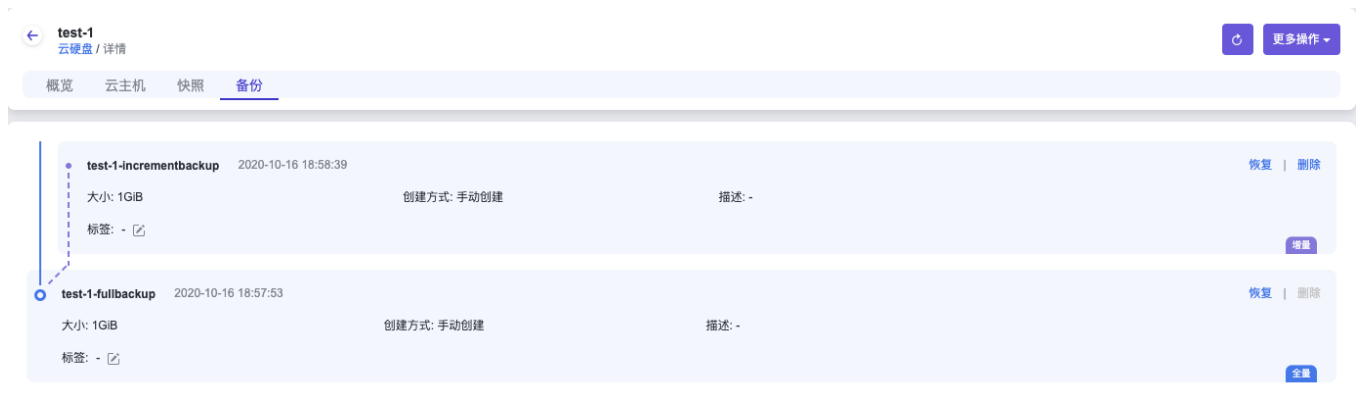 test-1
云硬盘 / 详情
更多操作
概览 云主机 快照 备份
test-1-incrementbackup 2020-10-16 18:58:39 恢复 | 删除
大小: 1GiB 创建方式: 手动创建 描述: -
标签: -
增量
test-1-fullbackup 2020-10-16 18:57:53 恢复 | 删除
大小: 1GiB 创建方式: 手动创建 描述: -
标签: -
全量